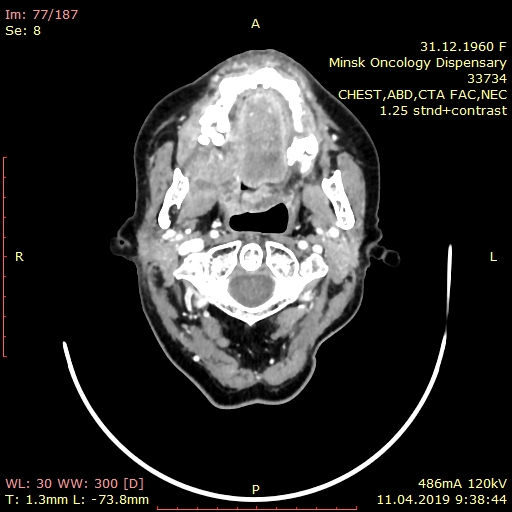 Im: 77/187
Se: 8
A
31.12.1960 F
Minsk Oncology Dispensary
33734
CHEST,ABD,CTA FAC,NEC
1.25 stnd+contrast
R
L
WL: 30 WW: 300 [D]
T: 1.3mm L: -73.8mm
P
486mA 120kV
11.04.2019 9:38:44